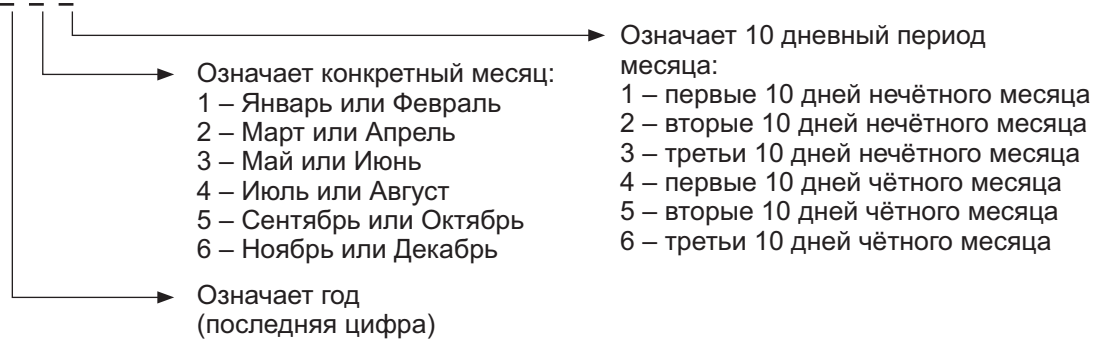 Означает 10 дневный период
месяца:
1 – первые 10 дней нечётного месяца
2 – вторые 10 дней нечётного месяца
3 – третьи 10 дней нечётного месяца
4 – первые 10 дней чётного месяца
5 – вторые 10 дней чётного месяца
6 – третьи 10 дней чётного месяца
Означает конкретный месяц:
1 – Январь или Февраль
2 – Март или Апрель
3 – Май или Июнь
4 – Июль или Август
5 – Сентябрь или Октябрь
6 – Ноябрь или Декабрь
Означает год
(последняя цифра)